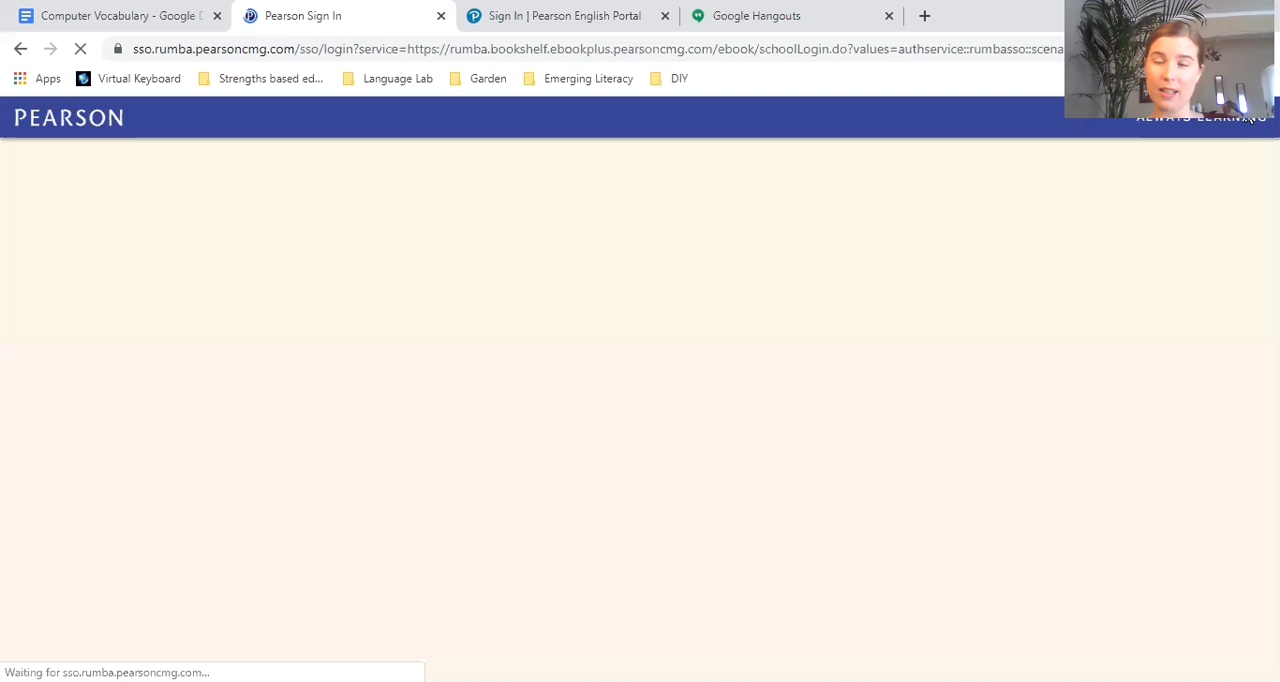 Computer Vocabulary - Google D
Pearson Sign In
Sign In | Pearson English Portal
Google Hangouts
sso.rumba.pearsoncmg.com/sso/login?service=https://rumba.bookshelf.ebookplus.pearsoncmg.com/ebook/schoolLogin.do?values=authservice::rumbasso::scena
Apps
Virtual Keyboard
Strengths based ed...
Language Lab
Garden
Emerging Literacy
DIY
PEARSON
ALWAYS LEARNING
Waiting for sso.rumba.pearsoncmg.com...